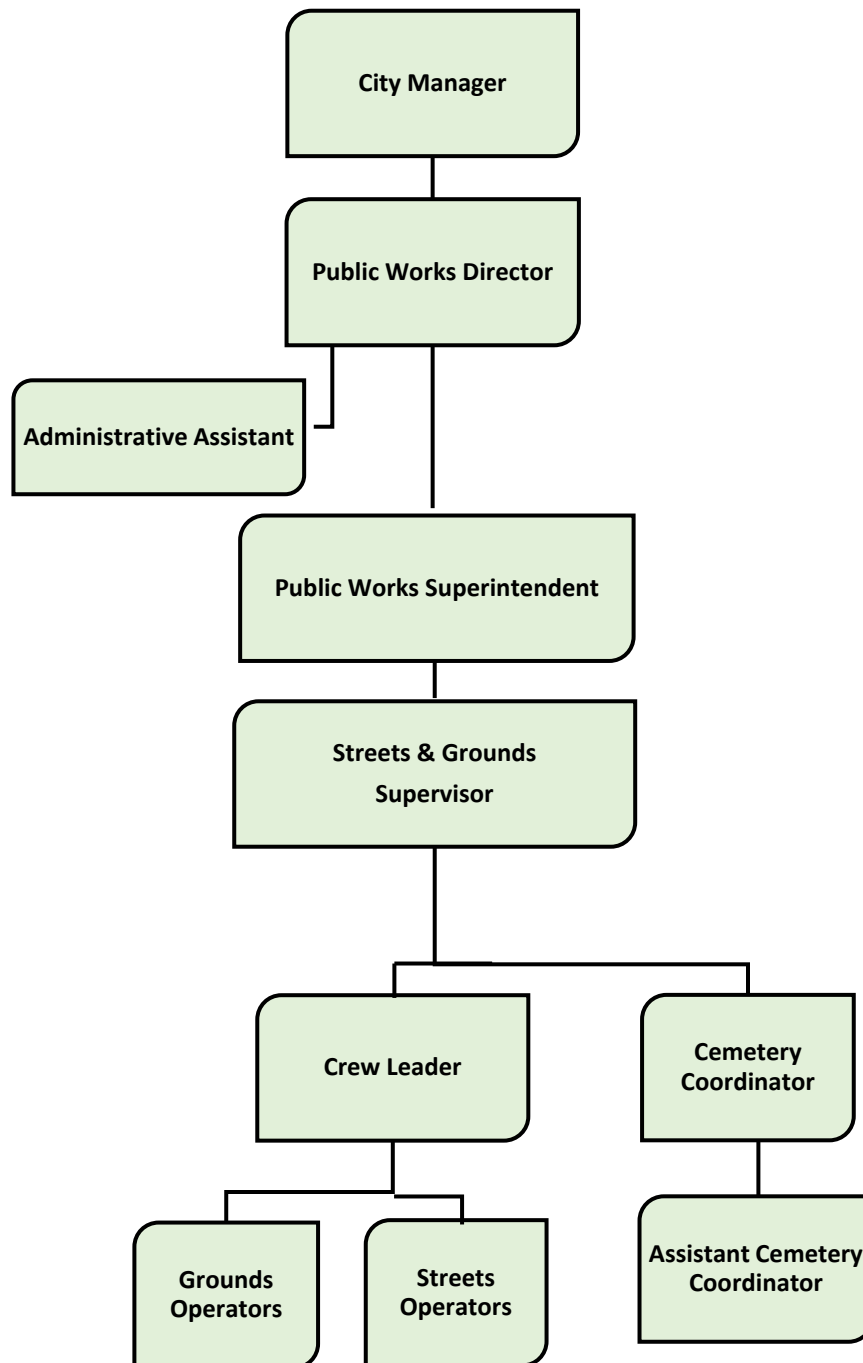 City Manager
Public Works Director
Administrative Assistant
Public Works Superintendent
Streets & Grounds
Supervisor
Crew Leader
Cemetery
Coordinator
Grounds
Operators
Streets
Operators
Assistant Cemetery
Coordinator